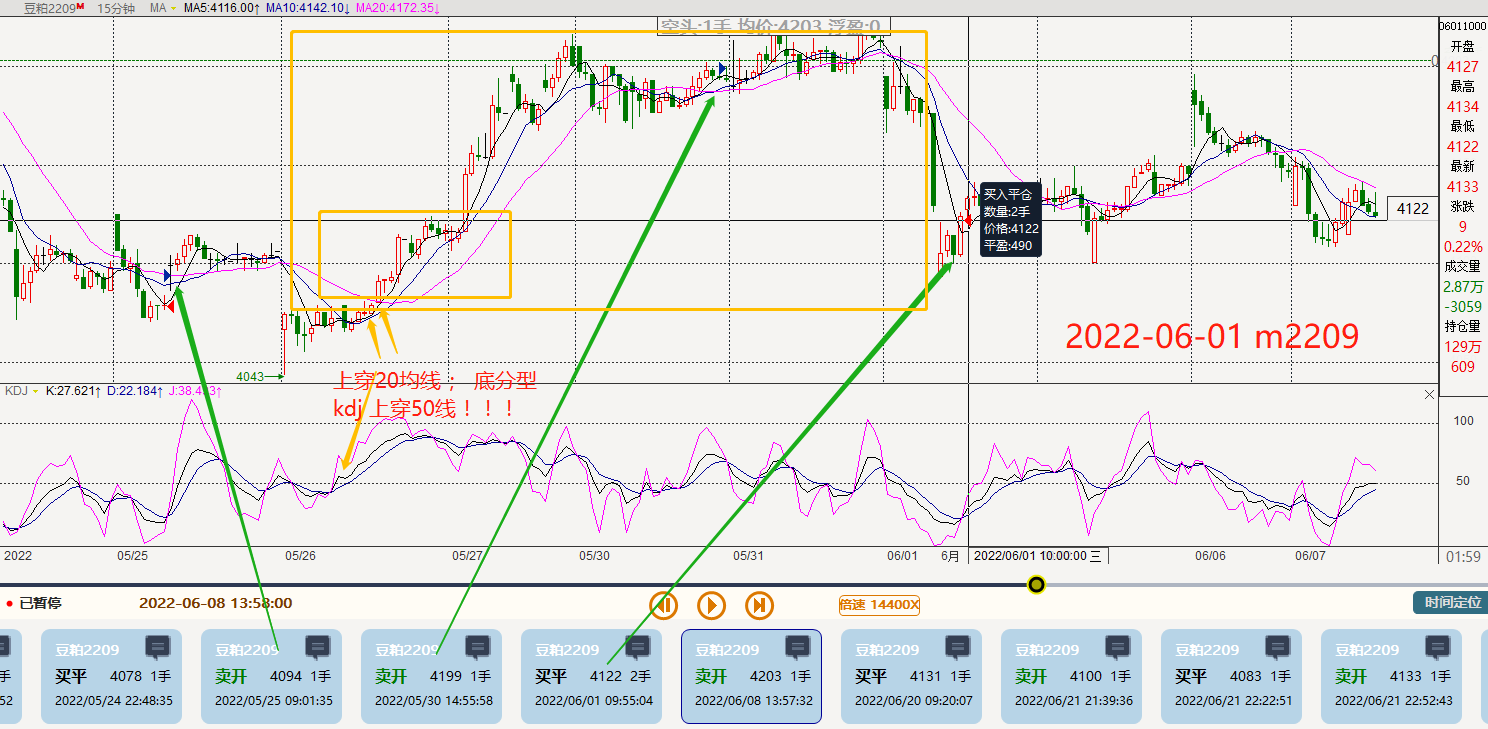 豆粕2209M 15分钟 MA MA5:4116.00↑ MA10:4142.10↓ MA20:4172.35↓
空头:1手 均价:4203 浮盈:0
06011000
开盘
4127
最高
4134
最低
4122
最新
4133
涨跌
9
0.22%
成交量
2.87万
-3059
持仓量
129万
609
0
4122
买入平仓
数量:2手
价格:4122
平盈:490
2022-06-01 m2209
4043
上穿20均线； 底分型
kdj 上穿50线！！！
KDJ K:27.621↑ D:22.184↑
100
50
2022 05/25 05/26 05/27 05/30 05/31 06/01 6月 2022/06/01 10:00:00 三 06/06 06/07 01:59
已暂停 2022-06-08 13:58:00 倍速 14400X 时间定位
手
52
豆粕2209
买平 4078 1手
2022/05/24 22:48:35
豆粕2209
卖开 4094 1手
2022/05/25 09:01:35
豆粕2209
卖开 4199 1手
2022/05/30 14:55:58
豆粕2209
买平 4122 2手
2022/06/01 09:55:04
豆粕2209
卖开 4203 1手
2022/06/08 13:57:32
豆粕2209
买平 4131 1手
2022/06/20 09:20:07
豆粕2209
卖开 4100 1手
2022/06/21 21:39:36
豆粕2209
买平 4083 1手
2022/06/21 22:22:51
豆粕2209
卖开 4133 1手
2022/06/21 22:52:43